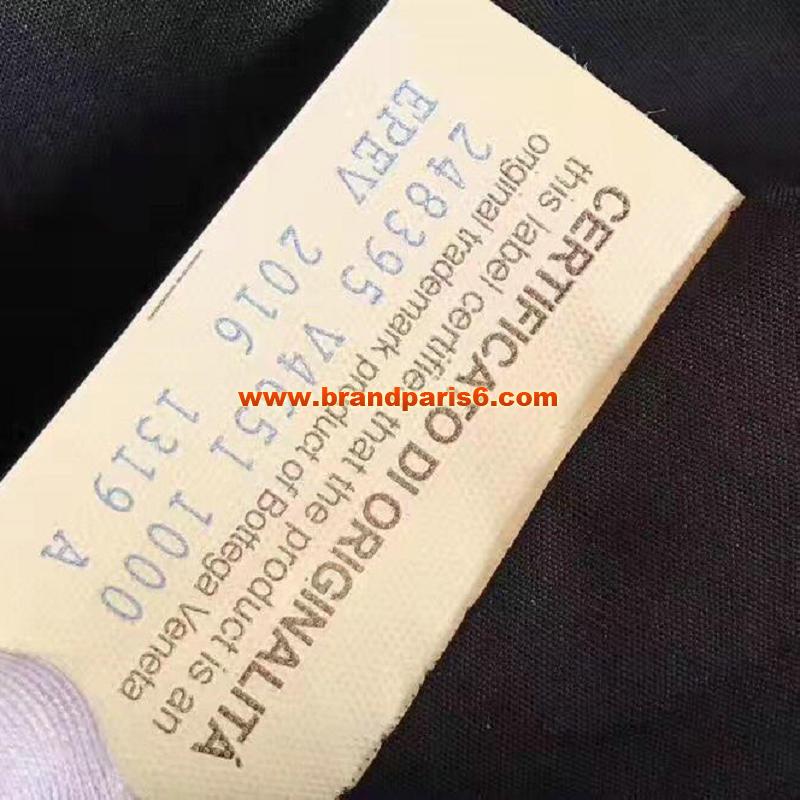 CERTIFICATO DI ORIGINALITÁ
this label certifies that the product is an
original trademark product of Bottega Veneta
248395 V4651 1000
EPEV 2016 1319 A
www.brandparis6.com